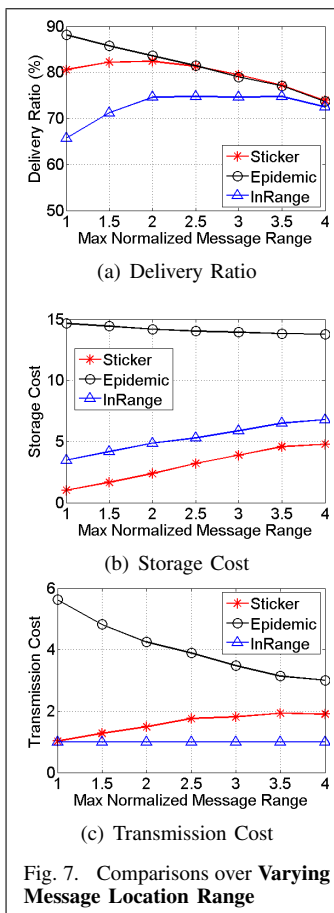 90
80
70
60
50
Delivery Ratio (%)
Sticker
Epidemic
InRange
1 1.5 2 2.5 3 3.5 4
Max Normalized Message Range
(a) Delivery Ratio
15
10
5
0
Storage Cost
Sticker
Epidemic
InRange
1 1.5 2 2.5 3 3.5 4
Max Normalized Message Range
(b) Storage Cost
6
4
2
0
Transmission Cost
Sticker
Epidemic
InRange
1 1.5 2 2.5 3 3.5 4
Max Normalized Message Range
(c) Transmission Cost
Fig. 7. Comparisons over Varying
Message Location Range